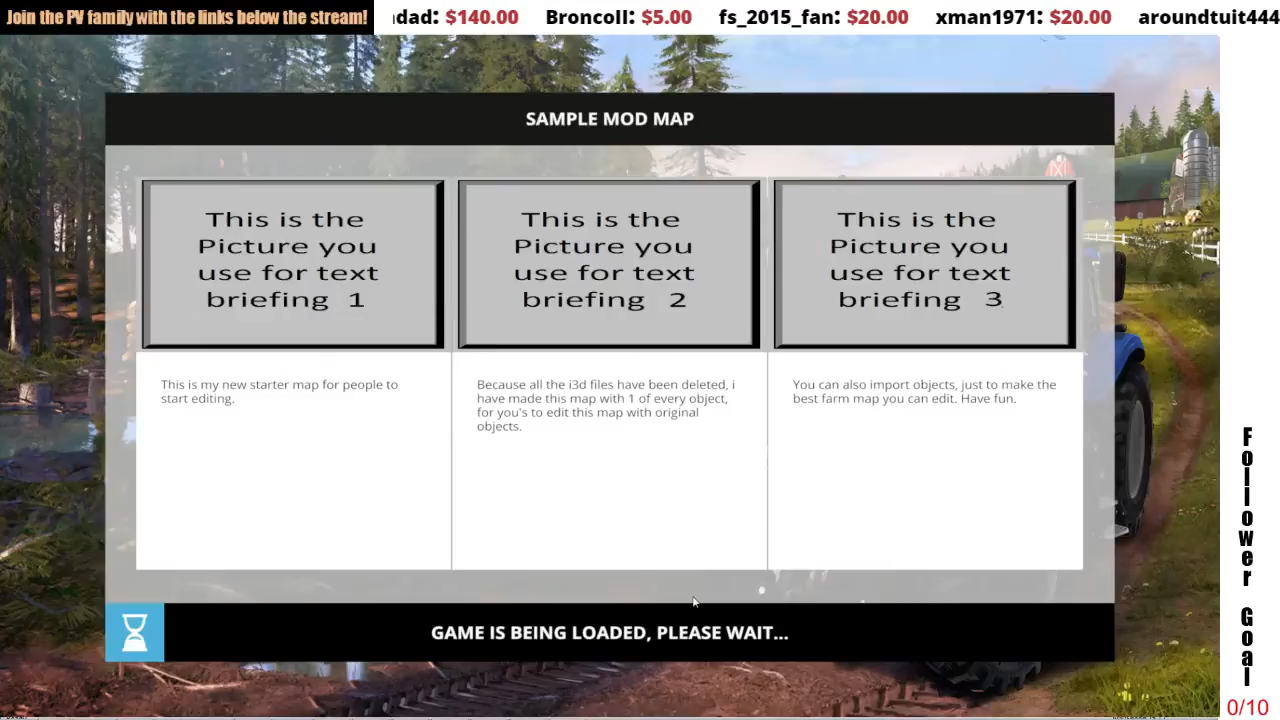 Join the PV family with the links below the stream!
dad: $140.00 BroncoII: $5.00 fs_2015_fan: $20.00 xman1971: $20.00 aroundtuit444
SAMPLE MOD MAP
This is the
Picture you
use for text
briefing 1
This is the
Picture you
use for text
briefing 2
This is the
Picture you
use for text
briefing 3
This is my new starter map for people to
start editing.
Because all the i3d files have been deleted, i
have made this map with 1 of every object,
for you's to edit this map with original
objects.
You can also import objects, just to make the
best farm map you can edit. Have fun.
GAME IS BEING LOADED, PLEASE WAIT...
Follower Goal
0/10